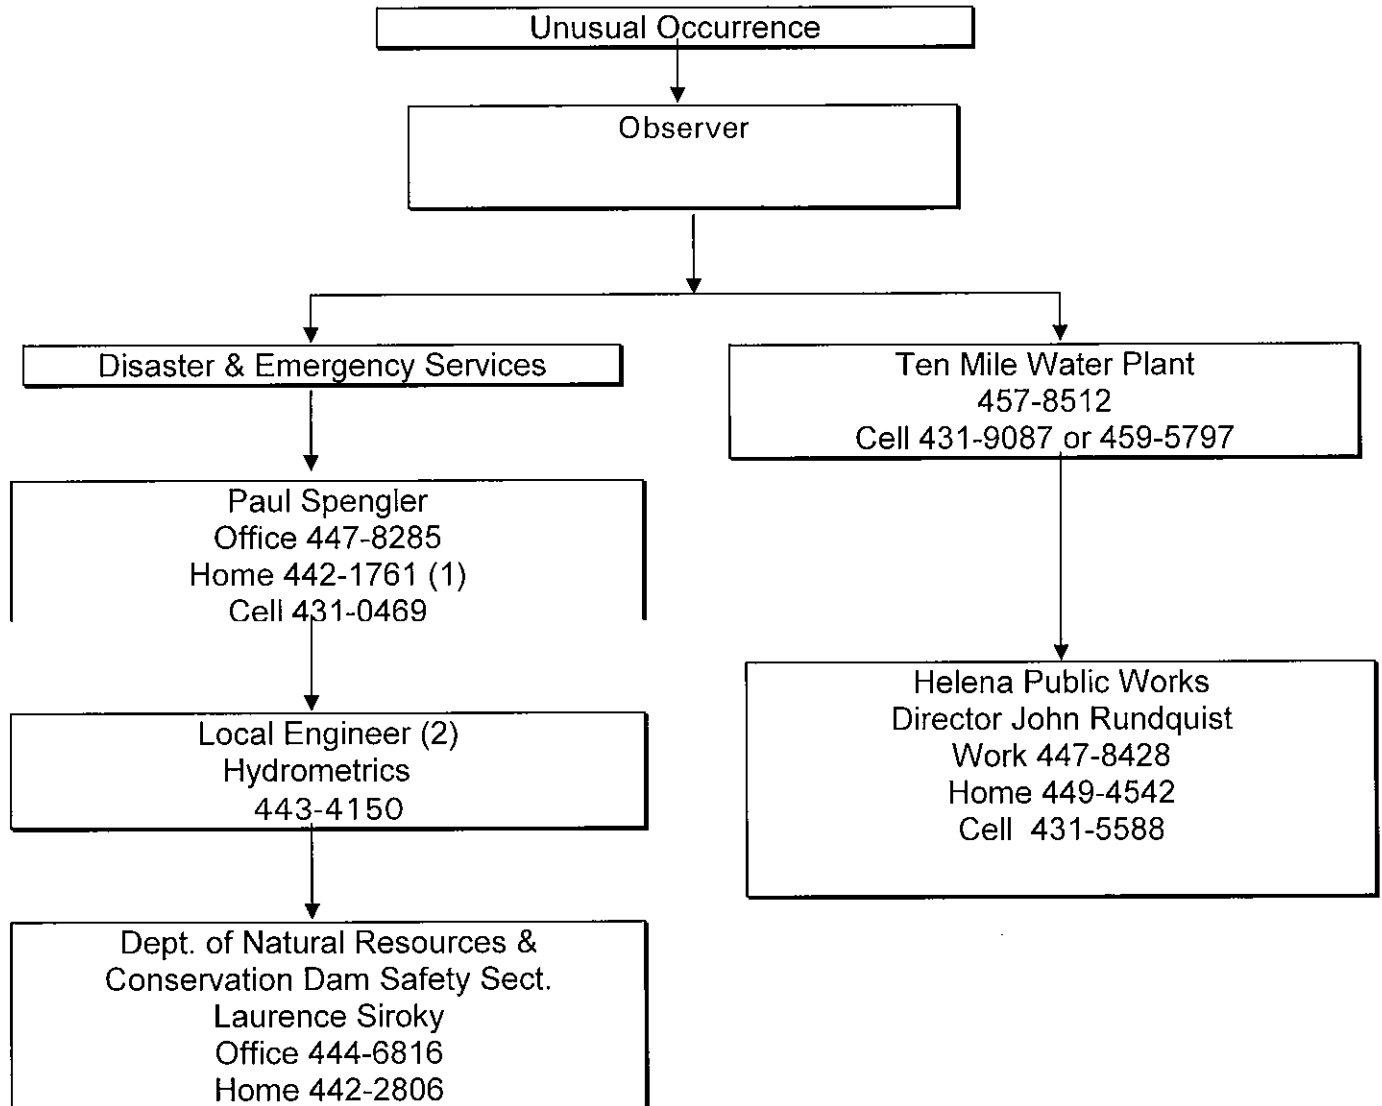 Unusual Occurrence
Observer
Disaster & Emergency Services
Paul Spengler
Office 447-8285
Home 442-1761 (1)
Cell 431-0469
Local Engineer (2)
Hydrometrics
443-4150
Dept. of Natural Resources &
Conservation Dam Safety Sect.
Laurence Siroky
Office 444-6816
Home 442-2806
Ten Mile Water Plant
457-8512
Cell 431-9087 or 459-5797
Helena Public Works
Director John Rundquist
Work 447-8428
Home 449-4542
Cell 431-5588